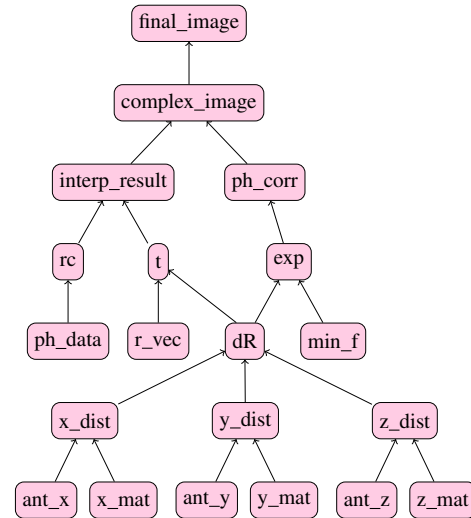 final_image
complex_image
interp_result ph_corr
rc t exp
ph_data r_vec dR min_f
x_dist y_dist z_dist
ant_x x_mat ant_y y_mat ant_z z_mat